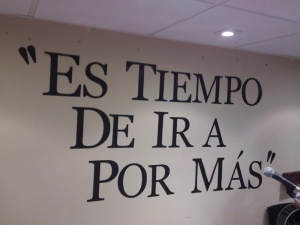 "ES TIEMPO
DE IR A
POR MÁS"